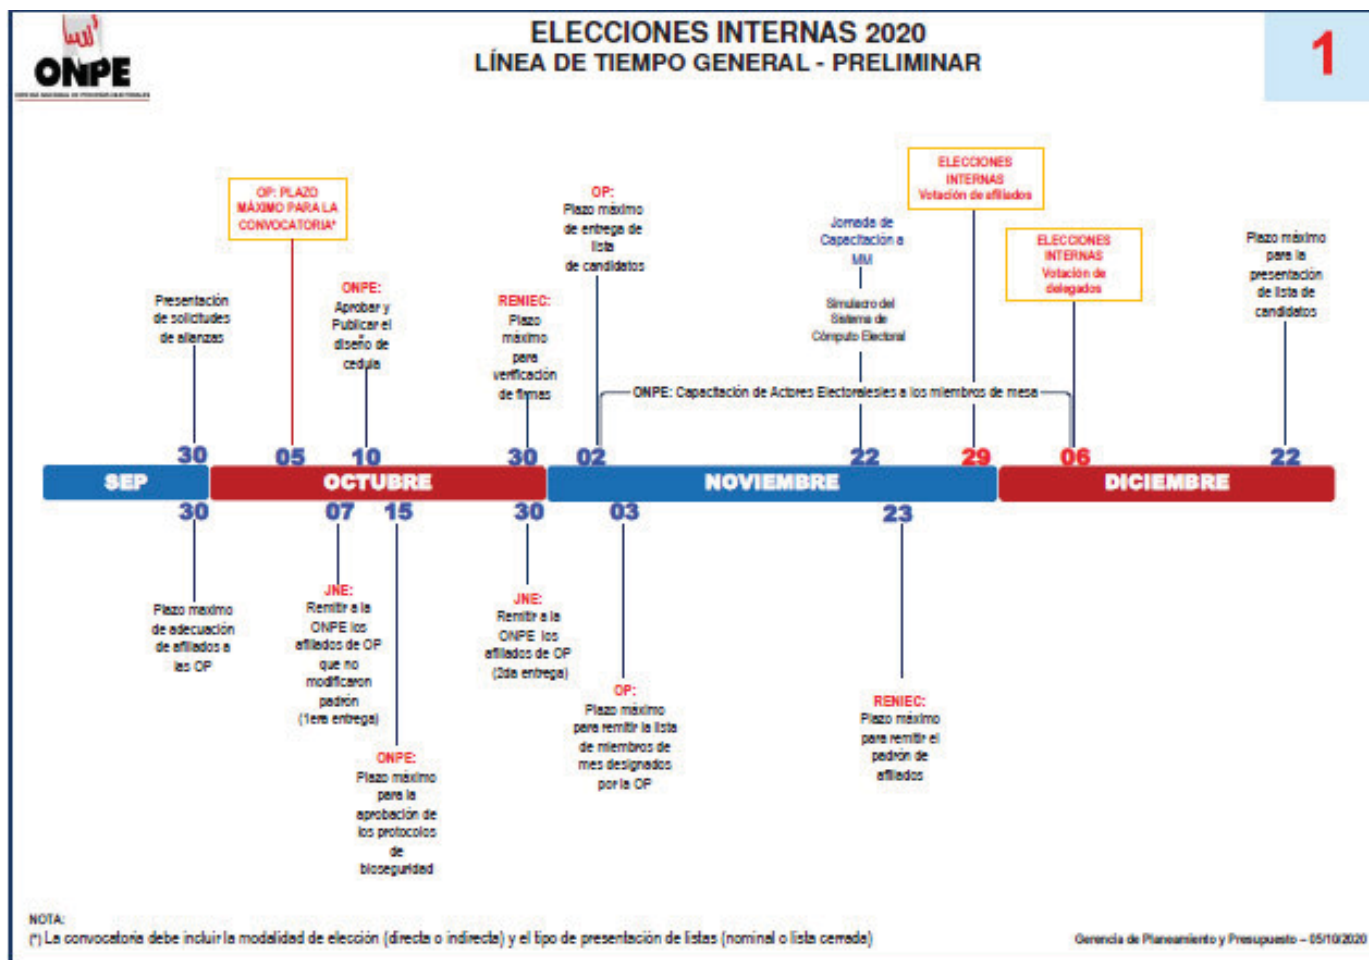 ONPE
OFICINA NACIONAL DE PROCESOS ELECTORALES
ELECCIONES INTERNAS 2020
LÍNEA DE TIEMPO GENERAL - PRELIMINAR
1
Presentación
de solicitudes
de alianzas
OP: PLAZO
MÁXIMO PARA LA
CONVOCATORIA*
ONPE:
Aprobar y
Publicar el
diseño de
cedula
RENIEC:
Plazo
máximo
para
verificación
de firmas
OP:
Plazo máximo
de entrega de
lista
de candidatos
Jornada de
Capacitación a
MM
Simulacro del
Sistema de
Cómputo Electoral
ELECCIONES
INTERNAS
Votación de afiliados
ELECCIONES
INTERNAS
Votación de
delegados
Plazo máximo
para la
presentación
de lista de
candidatos
ONPE: Capacitación de Actores Electoralesles a los miembros de mesa
30
05
10
30
02
22
29
06
22
SEP
OCTUBRE
NOVIEMBRE
DICIEMBRE
30
07
15
30
03
23
Plazo maximo
de adecuación
de afiliados a
las OP
JNE:
Remitir a la
ONPE los
afiliados de OP
que no
modificaron
padrón
(1era entrega)
ONPE:
Plazo máximo
para la
aprobación de
los protocolos
de
bioseguridad
JNE:
Remitir a la
ONPE los
afiliados de OP
(2da entrega)
OP:
Plazo máximo
para remitir la lista
de miembros de
mes designados
por la OP
RENIEC:
Plazo máximo
para remitir el
padrón de
afiliados
NOTA:
(*) La convocatoria debe incluir la modalidad de elección (directa o indirecta) y el tipo de presentación de listas (nominal o lista cerrada)
Gerencia de Planeamiento y Presupuesto – 05/10/2020